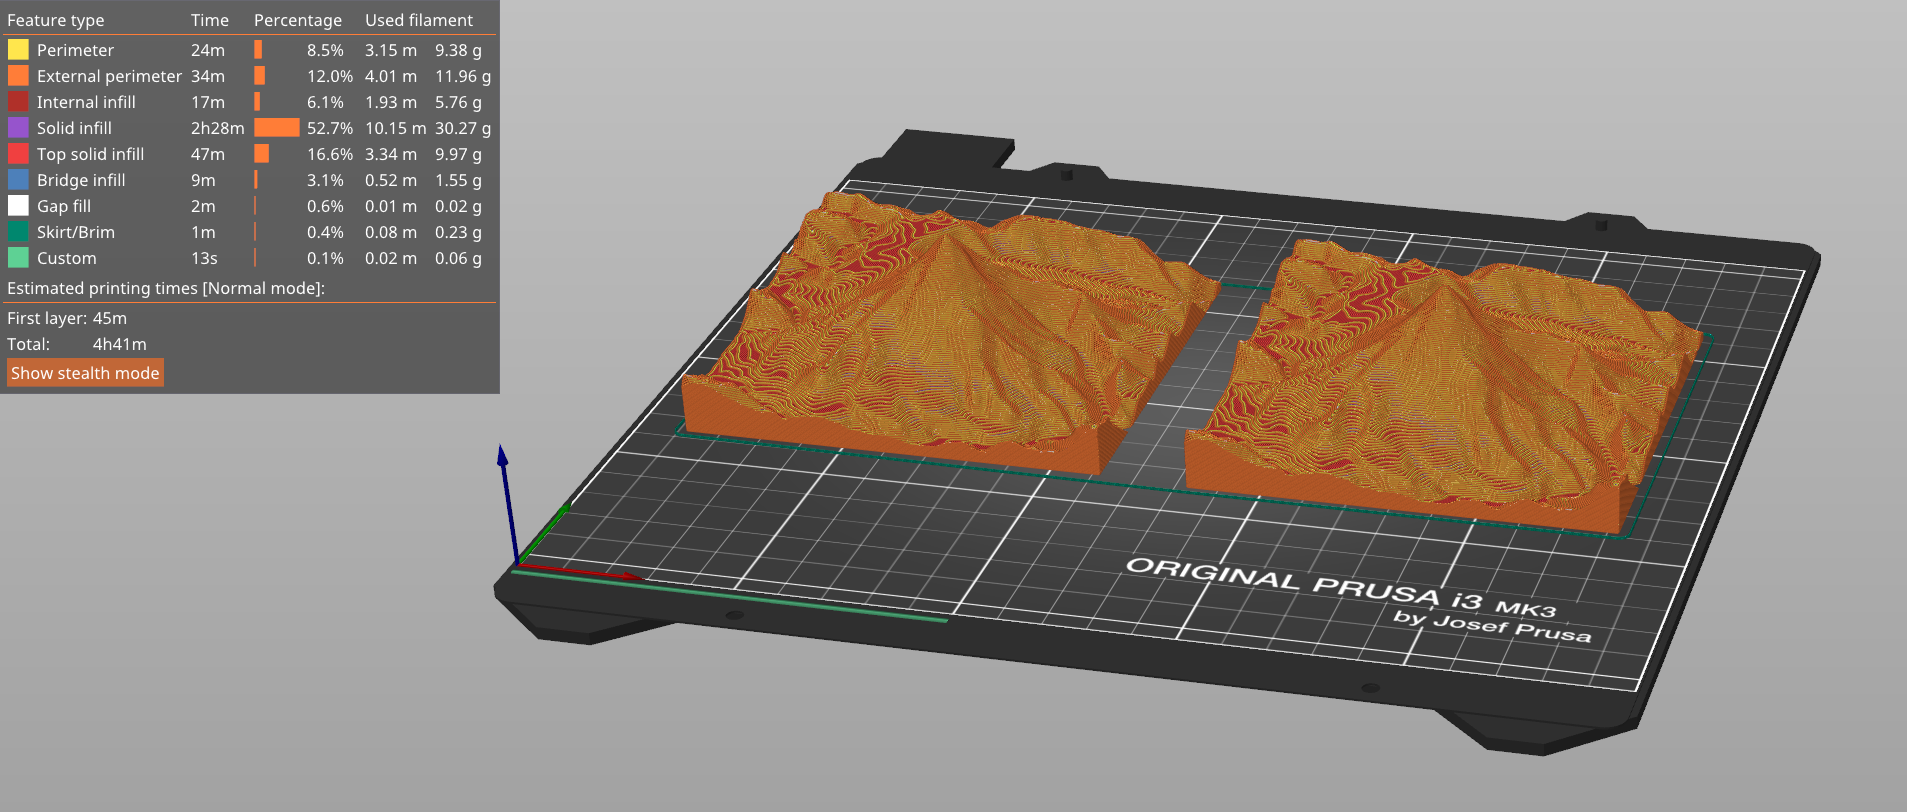 Feature type Time Percentage Used filament
Perimeter 24m 8.5% 3.15 m 9.38 g
External perimeter 34m 12.0% 4.01 m 11.96 g
Internal infill 17m 6.1% 1.93 m 5.76 g
Solid infill 2h28m 52.7% 10.15 m 30.27 g
Top solid infill 47m 16.6% 3.34 m 9.97 g
Bridge infill 9m 3.1% 0.52 m 1.55 g
Gap fill 2m 0.6% 0.01 m 0.02 g
Skirt/Brim 1m 0.4% 0.08 m 0.23 g
Custom 13s 0.1% 0.02 m 0.06 g
Estimated printing times [Normal mode]:
First layer: 45m
Total: 4h41m
Show stealth mode
ORIGINAL PRUSA i3 MK3
by Josef Prusa